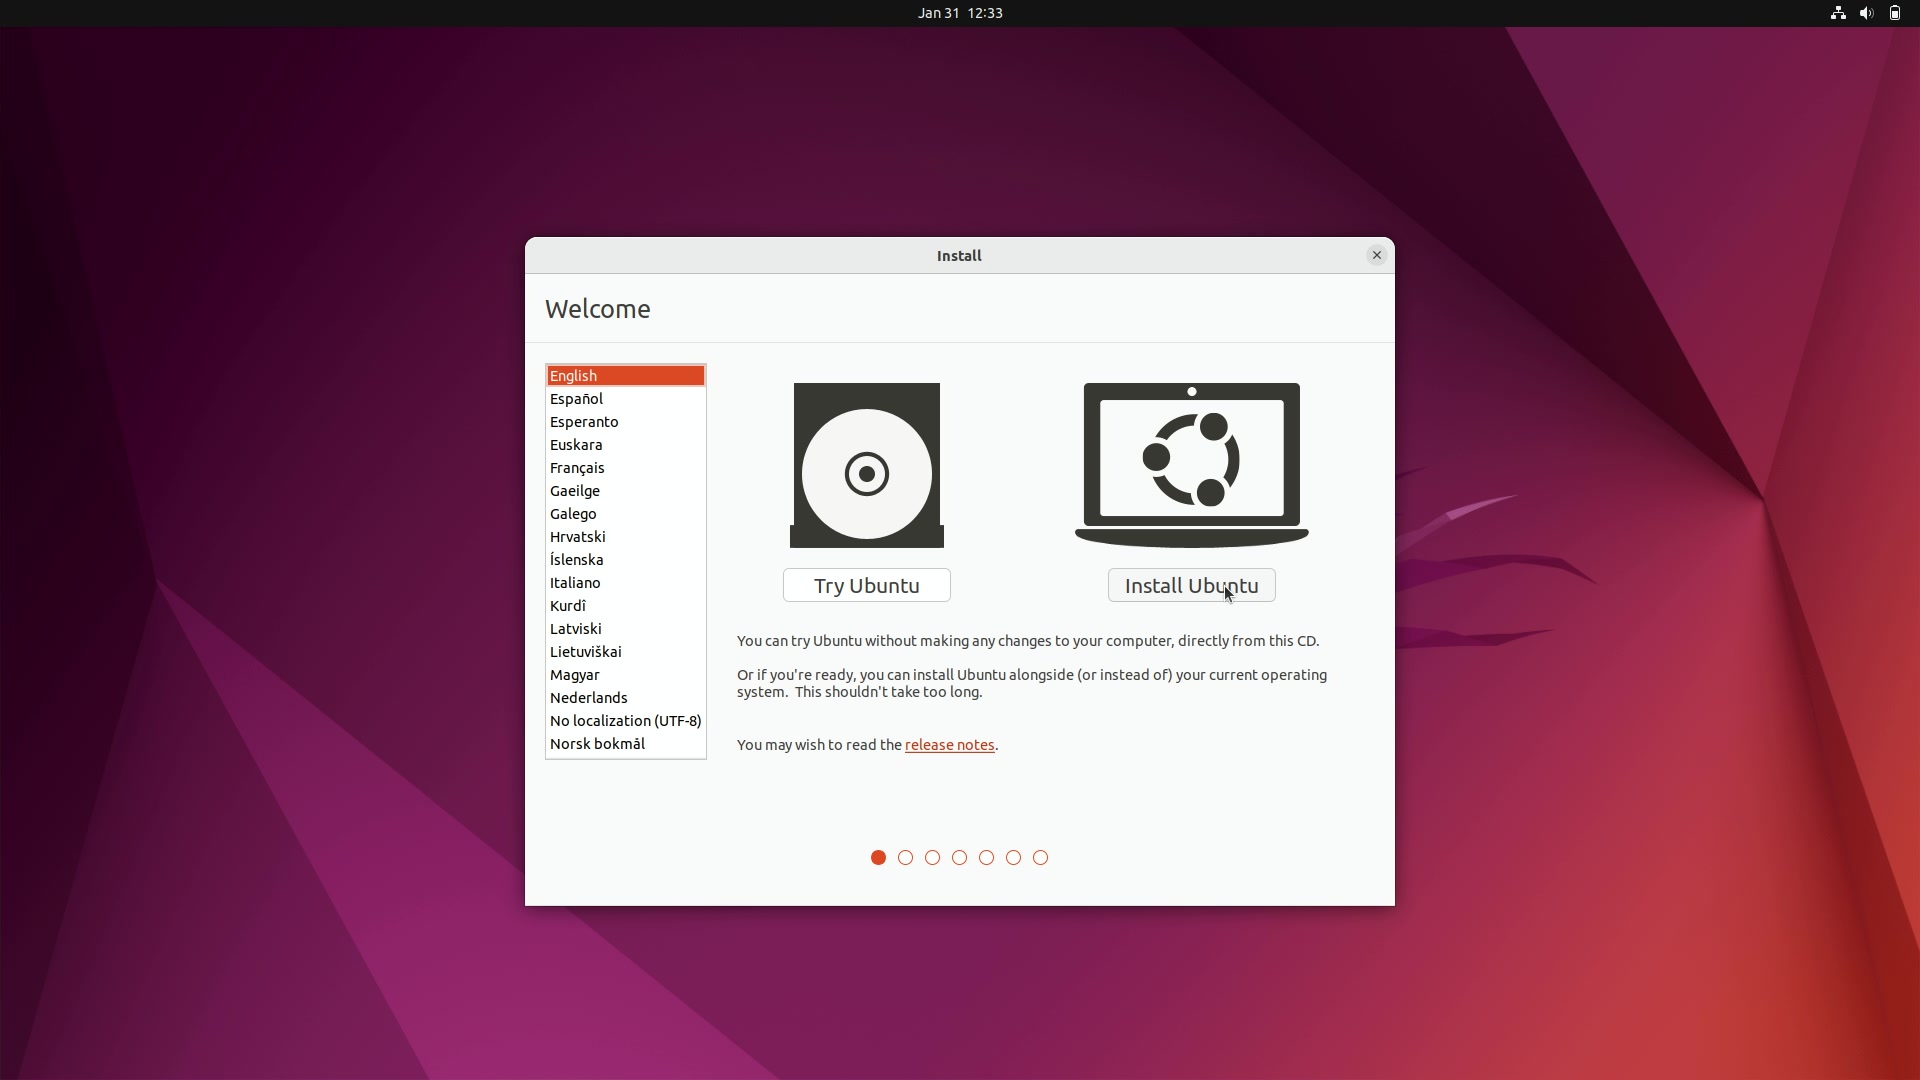 Jan 31 12:33
Install
Welcome
English
Español
Esperanto
Euskara
Français
Gaeilge
Galego
Hrvatski
Íslenska
Italiano
Kurdî
Latviski
Lietuviškai
Magyar
Nederlands
No localization (UTF-8)
Norsk bokmål
Try Ubuntu
Install Ubuntu
You can try Ubuntu without making any changes to your computer, directly from this CD.
Or if you're ready, you can install Ubuntu alongside (or instead of) your current operating
system. This shouldn't take too long.
You may wish to read the release notes.